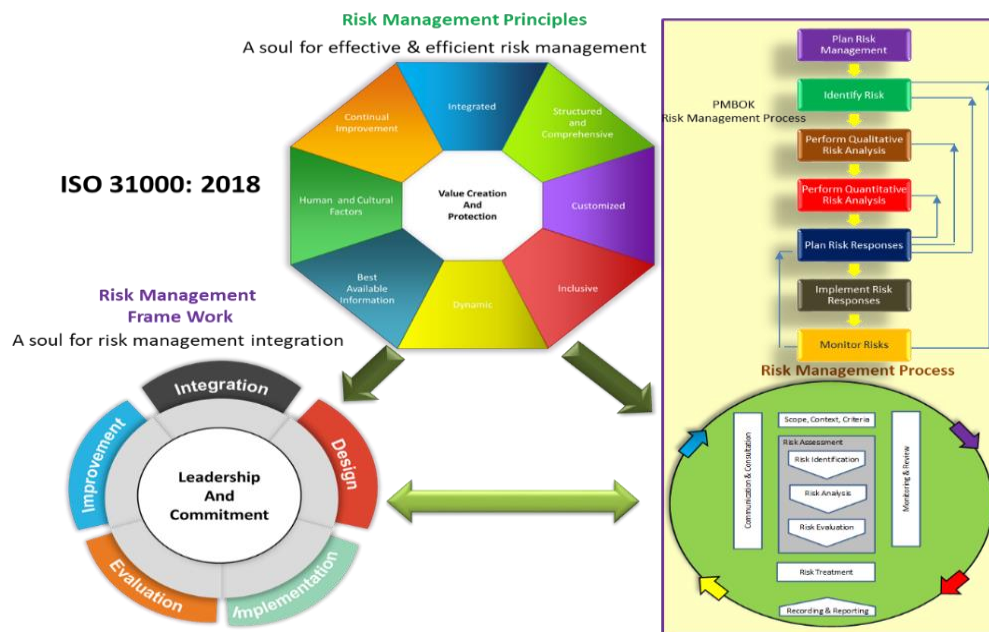 Risk Management Principles
A soul for effective & efficient risk management
Integrated
Structured
and
Comprehensive
Customized
Inclusive
Dynamic
Best
Available
Information
Human and Cultural
Factors
Continual
Improvement
Value Creation
And
Protection
ISO 31000: 2018
Risk Management
Frame Work
A soul for risk management integration
Integration
Design
Implementation
Evaluation
Improvement
Leadership
And
Commitment
PMBOK
Risk Management Process
Plan Risk
Management
Identify Risk
Perform Qualitative
Risk Analysis
Perform Quantitative
Risk Analysis
Plan Risk Responses
Implement Risk
Responses
Monitor Risks
Risk Management Process
Scope, Context, Criteria
Communication & Consultation
Risk Assessment
Risk Identification
Risk Analysis
Risk Evaluation
Monitoring & Review
Risk Treatment
Recording & Reporting